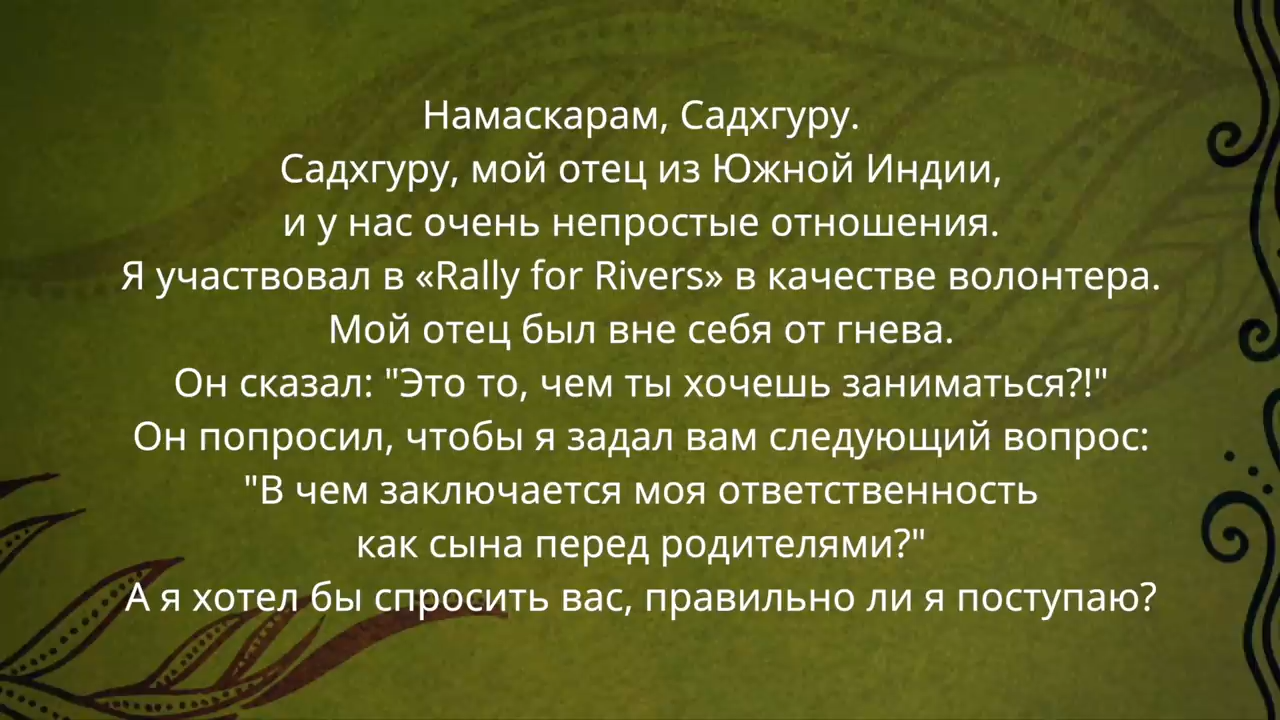 Намаскарам, Садхгуру.
Садхгуру, мой отец из Южной Индии,
и у нас очень непростые отношения.
Я участвовал в «Rally for Rivers» в качестве волонтера.
Мой отец был вне себя от гнева.
Он сказал: "Это то, чем ты хочешь заниматься?!"
Он попросил, чтобы я задал вам следующий вопрос:
"В чем заключается моя ответственность
как сына перед родителями?"
А я хотел бы спросить вас, правильно ли я поступаю?